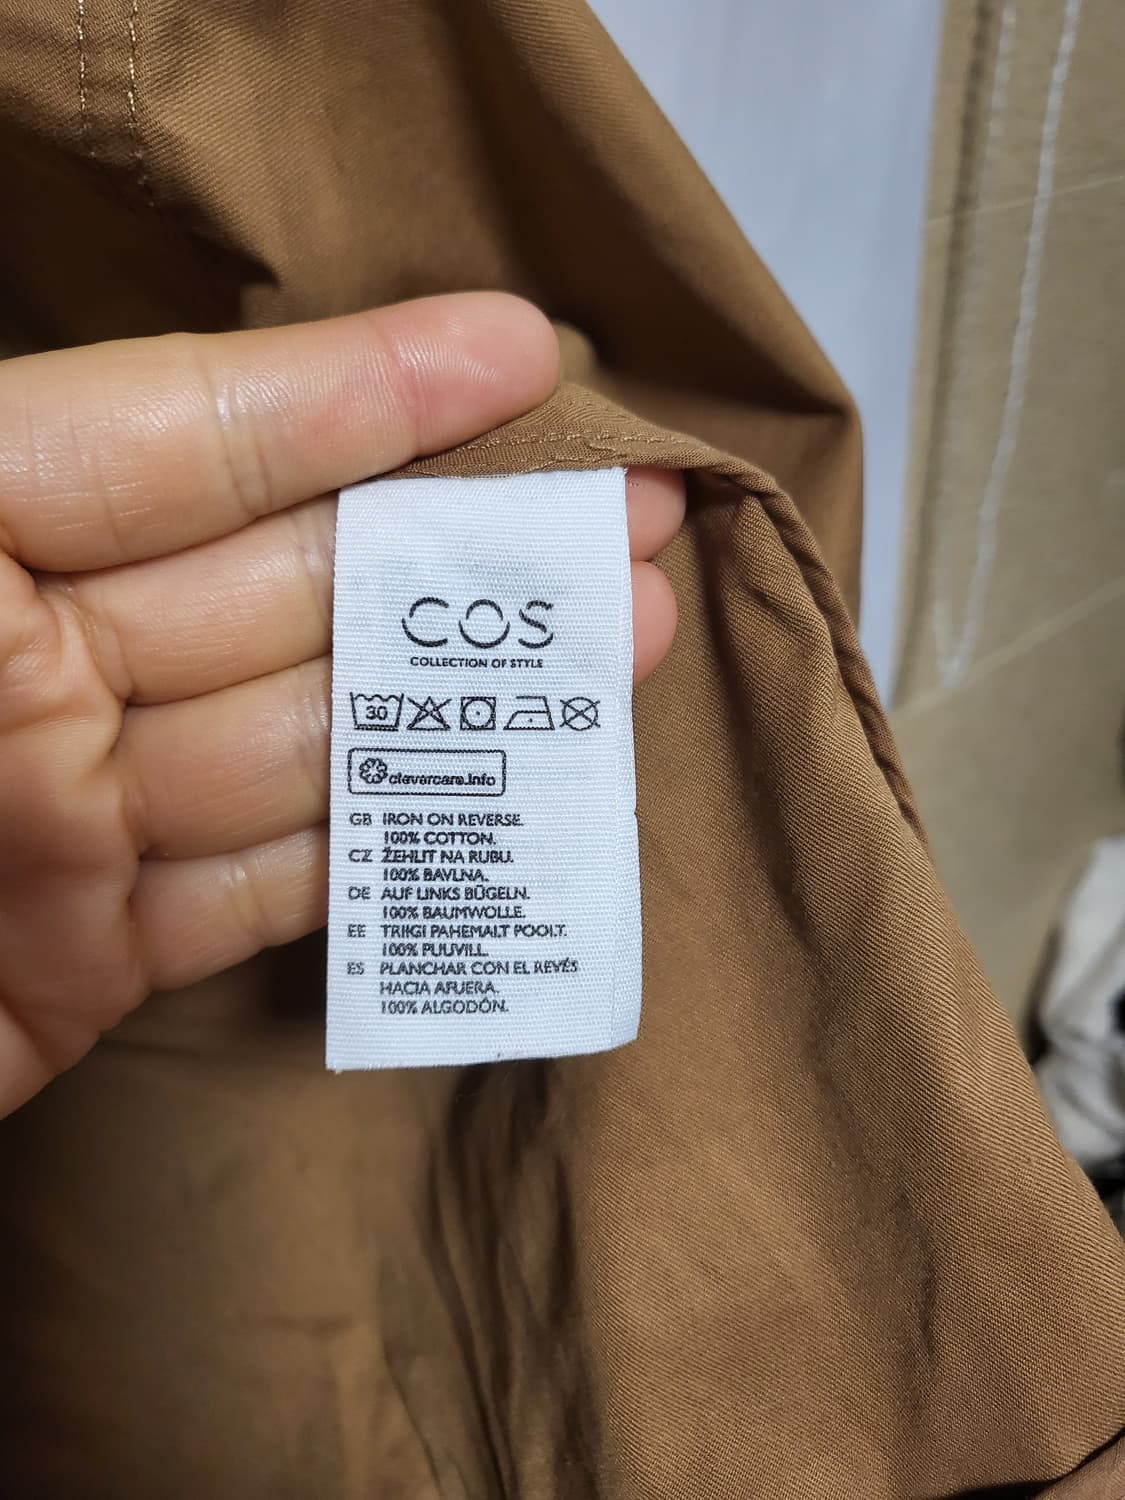 COS
COLLECTION OF STYLE
30
clevercare.info
GB IRON ON REVERSE.
100% COTTON.
CZ ŽEHLIT NA RUBU.
100% BAVLNA.
DE AUF LINKS BÜGELN.
100% BAUMWOLLE.
EE TRIIGI PAHEMALT POOLT.
100% PUUVILL.
ES PLANCHAR CON EL REVÉS
HACIA AFUERA.
100% ALGODÓN.